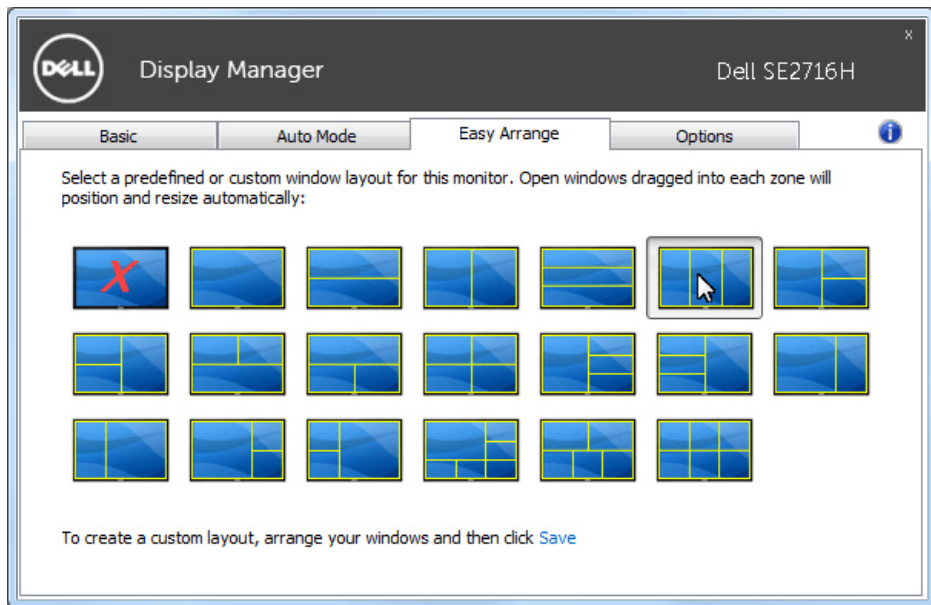 x
DELL
Display Manager
Dell SE2716H
Basic
Auto Mode
Easy Arrange
Options
i
Select a predefined or custom window layout for this monitor. Open windows dragged into each zone will
position and resize automatically:
X
To create a custom layout, arrange your windows and then click Save